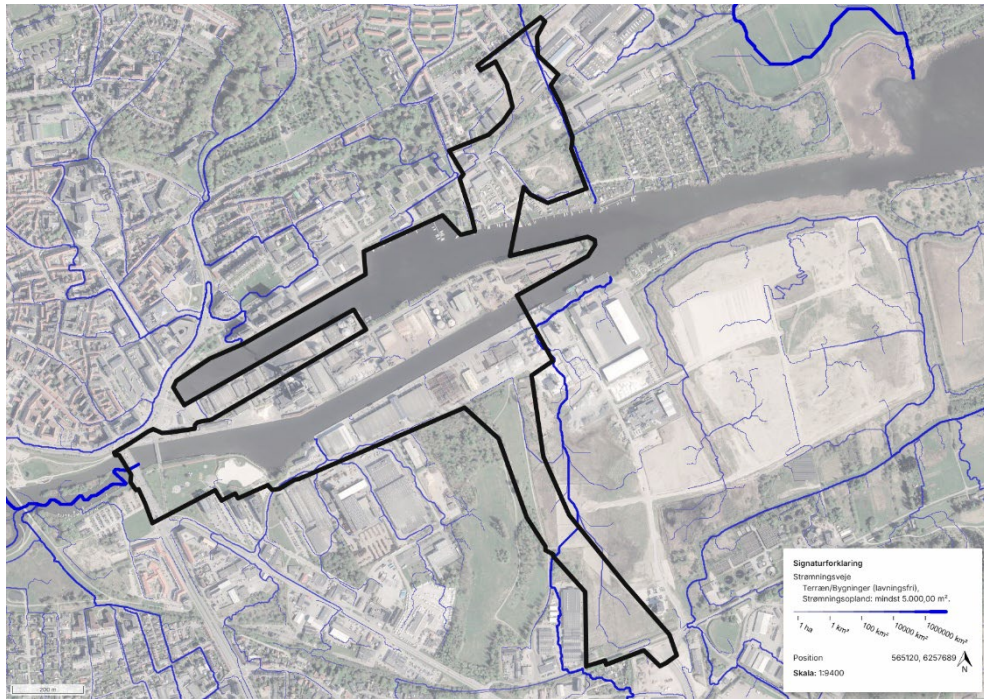 Signaturforklaring
Strømningsveje
Terræn/Bygninger (lavningsfri),
Strømningsopland: mindst 5.000,00 m².
1 ha 1 km² 100 km² 10000 km² 1000000 km²
Position 565120, 6257689
Skala: 1:9400
N
200 m